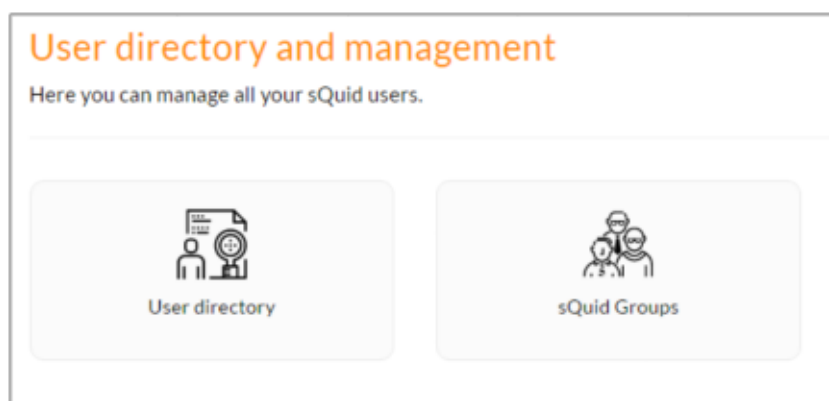 User directory and management
Here you can manage all your sQuid users.
User directory
sQuid Groups